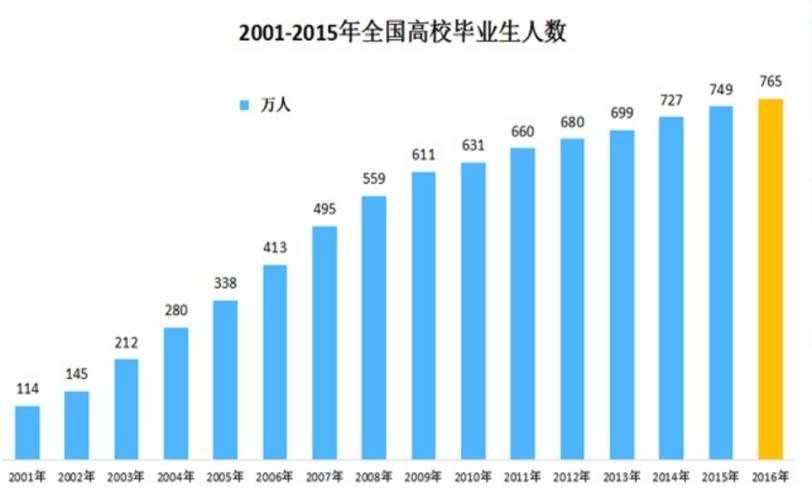 2001-2015年全国高校毕业生人数
万人
114 145 212 280 338 413 495 559 611 631 660 680 699 727 749 765
2001年 2002年 2003年 2004年 2005年 2006年 2007年 2008年 2009年 2010年 2011年 2012年 2013年 2014年 2015年 2016年